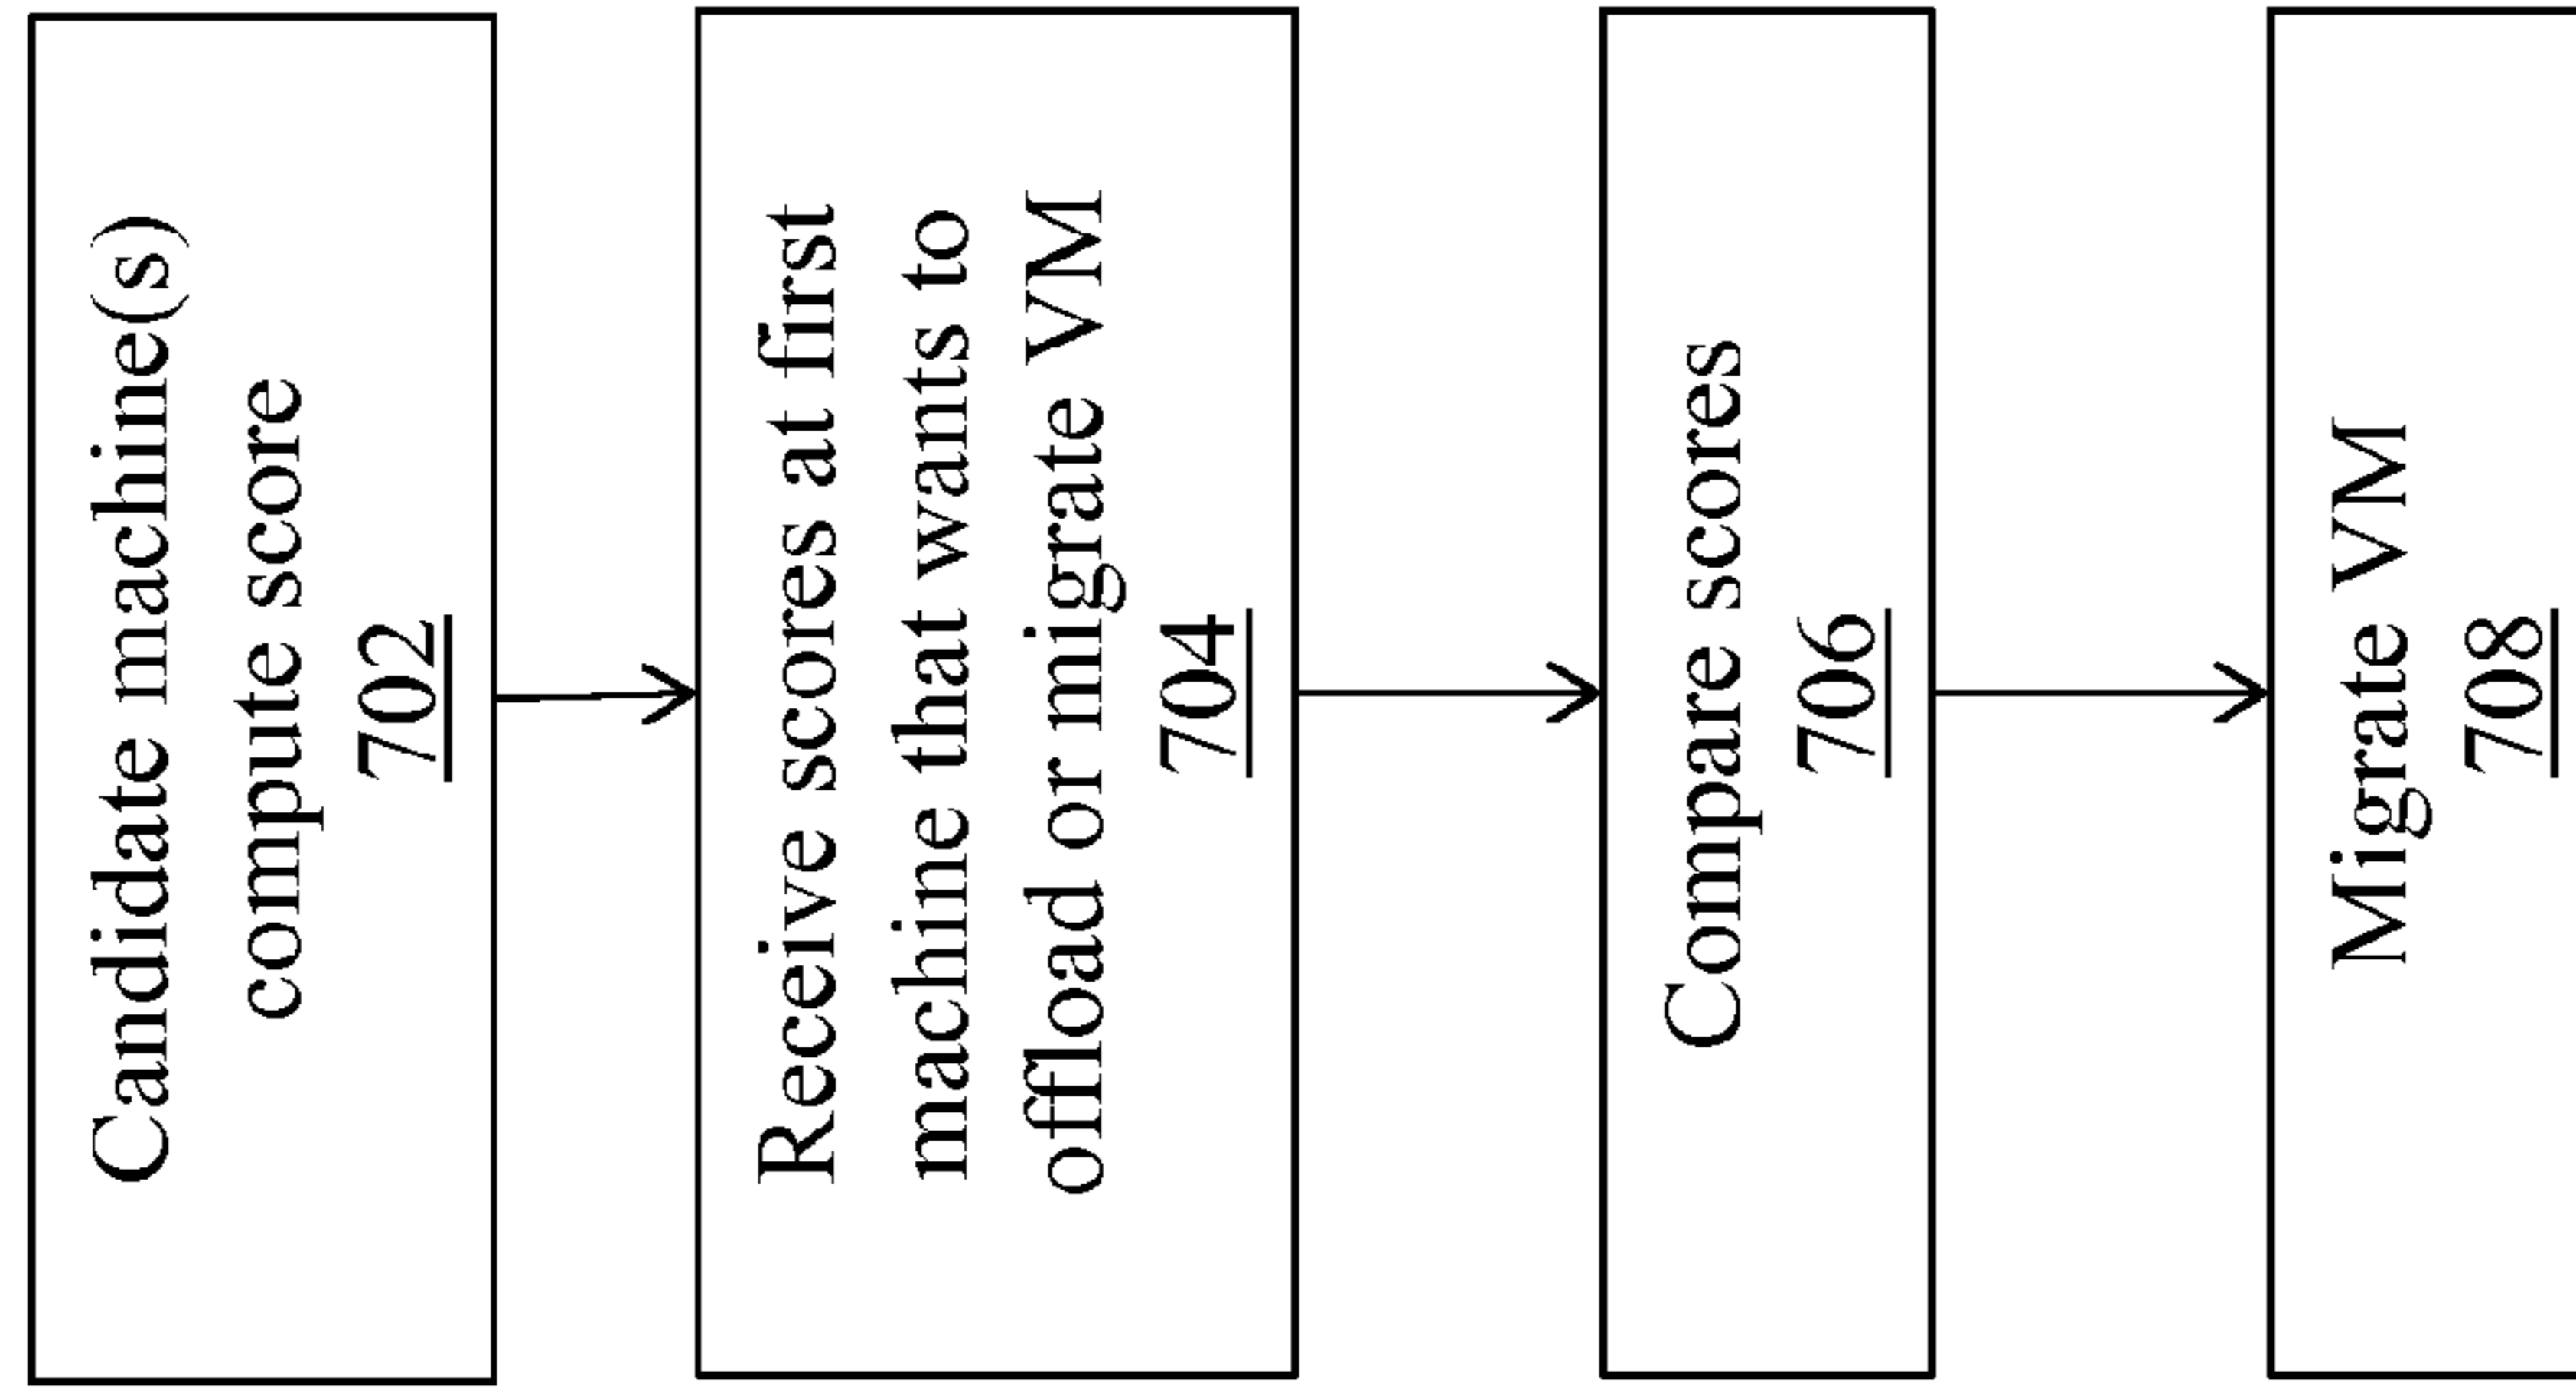 Candidate machine(s)
compute score
702
Receive scores at first
machine that wants to
offload or migrate VM
704
Compare scores
706
Migrate VM
708